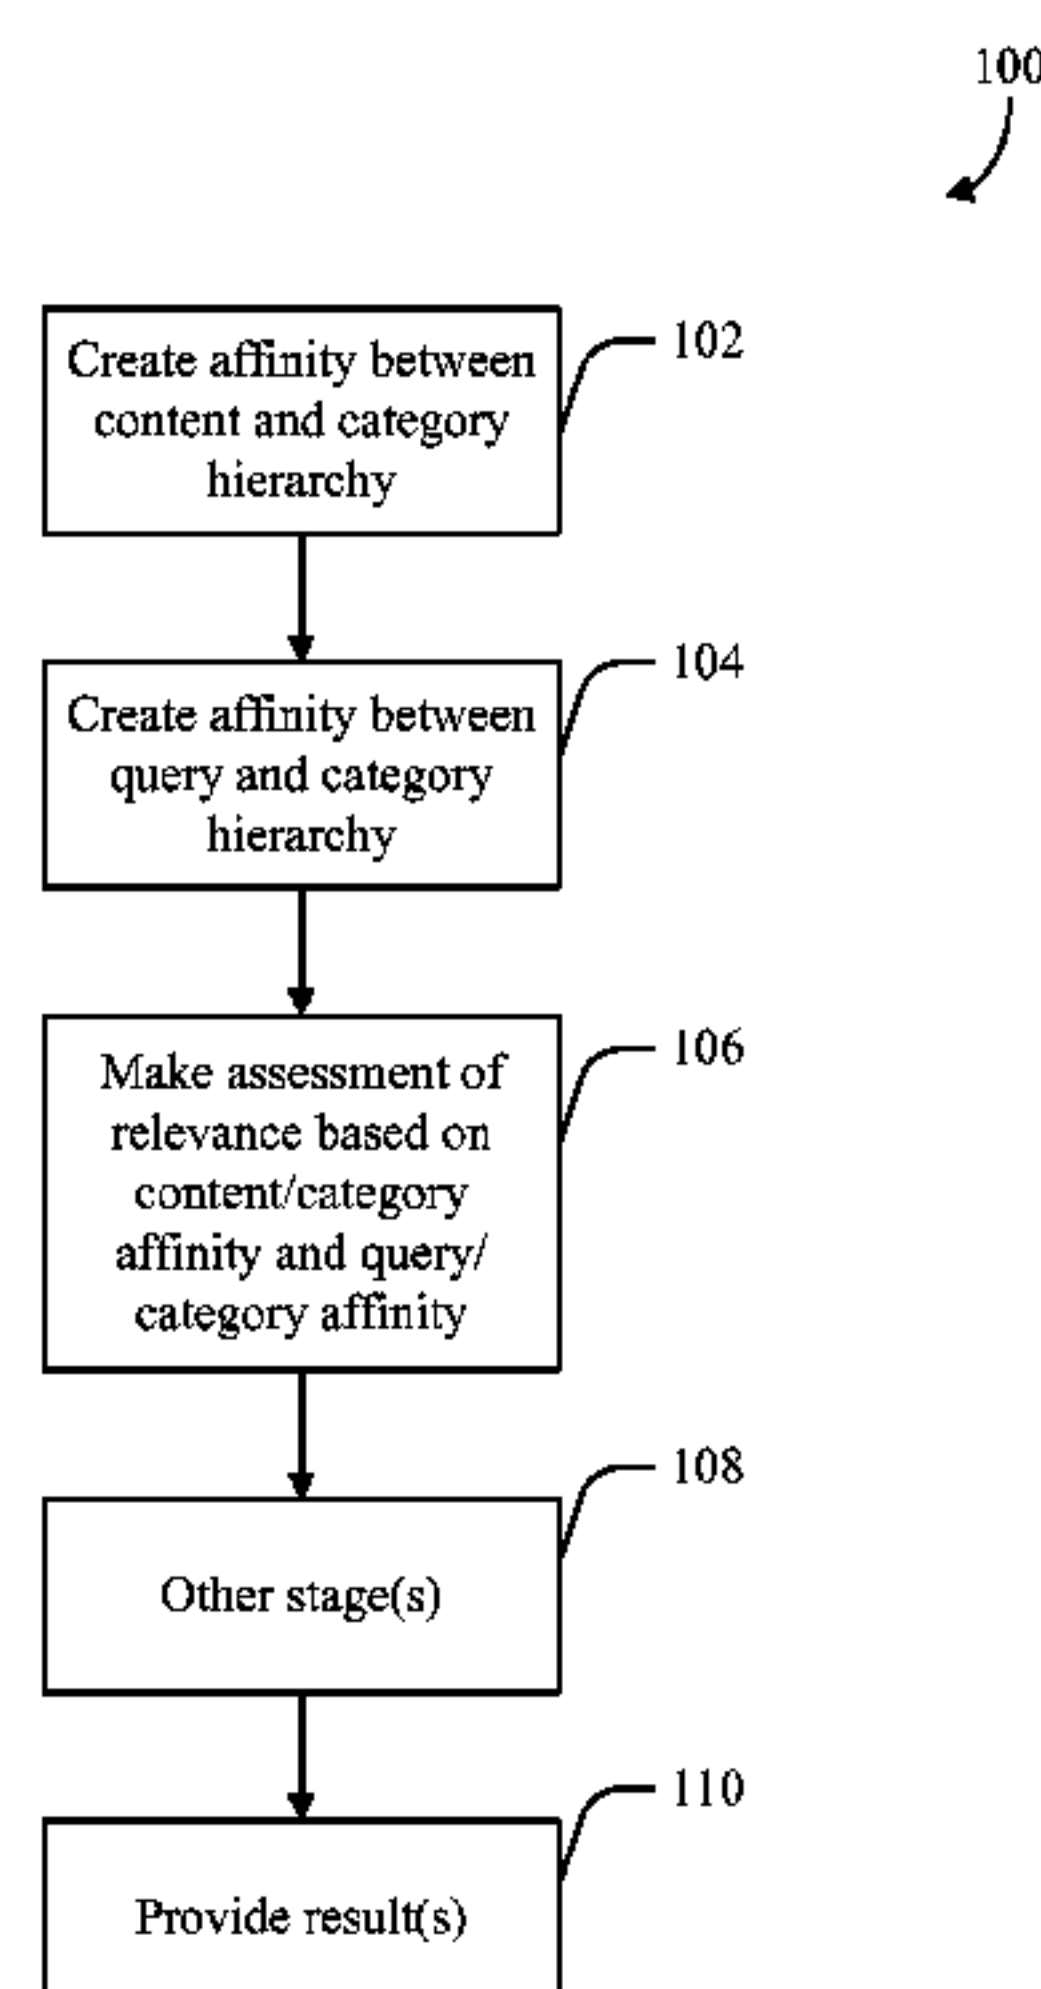 100
Create affinity between
content and category
hierarchy
102
Create affinity between
query and category
hierarchy
104
Make assessment of
relevance based on
content/category
affinity and query/
category affinity
106
Other stage(s)
108
Provide result(s)
110